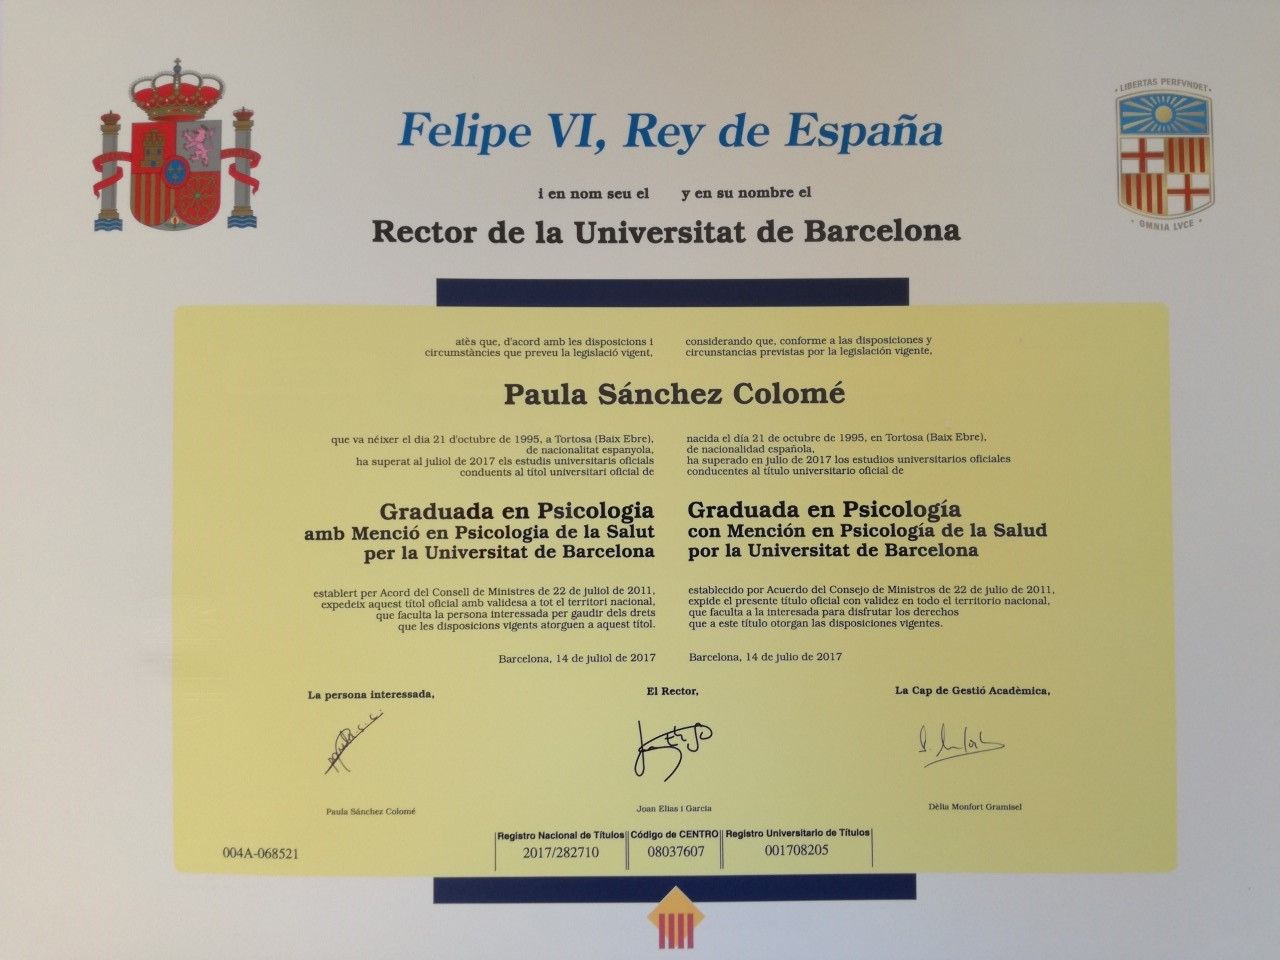 LIBERTAS PERFVNDET
OMNIA LVCE
Felipe VI, Rey de España
i en nom seu el y en su nombre el
Rector de la Universitat de Barcelona
atès que, d'acord amb les disposicions i
circumstàncies que preveu la legislació vigent,
considerando que, conforme a las disposiciones y
circunstancias previstas por la legislación vigente,
Paula Sánchez Colomé
que va néixer el dia 21 d'octubre de 1995, a Tortosa (Baix Ebre),
de nacionalitat espanyola,
ha superat al juliol de 2017 els estudis universitaris oficials
conduents al títol universitari oficial de
nacida el día 21 de octubre de 1995, en Tortosa (Baix Ebre),
de nacionalidad española,
ha superado en julio de 2017 los estudios universitarios oficiales
conducentes al título universitario oficial de
Graduada en Psicologia
amb Menció en Psicologia de la Salut
per la Universitat de Barcelona
Graduada en Psicología
con Mención en Psicología de la Salud
por la Universitat de Barcelona
establert per Acord del Consell de Ministres de 22 de juliol de 2011,
expedeix aquest títol oficial amb validesa a tot el territori nacional,
que faculta la persona interessada per gaudir dels drets
que les disposicions vigents atorguen a aquest títol.
establecido por Acuerdo del Consejo de Ministros de 22 de julio de 2011,
expide el presente título oficial con validez en todo el territorio nacional,
que faculta a la interesada para disfrutar los derechos
que a este título otorgan las disposiciones vigentes.
Barcelona, 14 de juliol de 2017
Barcelona, 14 de julio de 2017
La persona interessada,
El Rector,
La Cap de Gestió Acadèmica,
Paula S. C.
Paula Sánchez Colomé
Joan Elias i Garcia
Dèlia Monfort Gramisel
Registro Nacional de Títulos
2017/282710
Código de CENTRO
08037607
Registro Universitario de Títulos
001708205
004A-068521